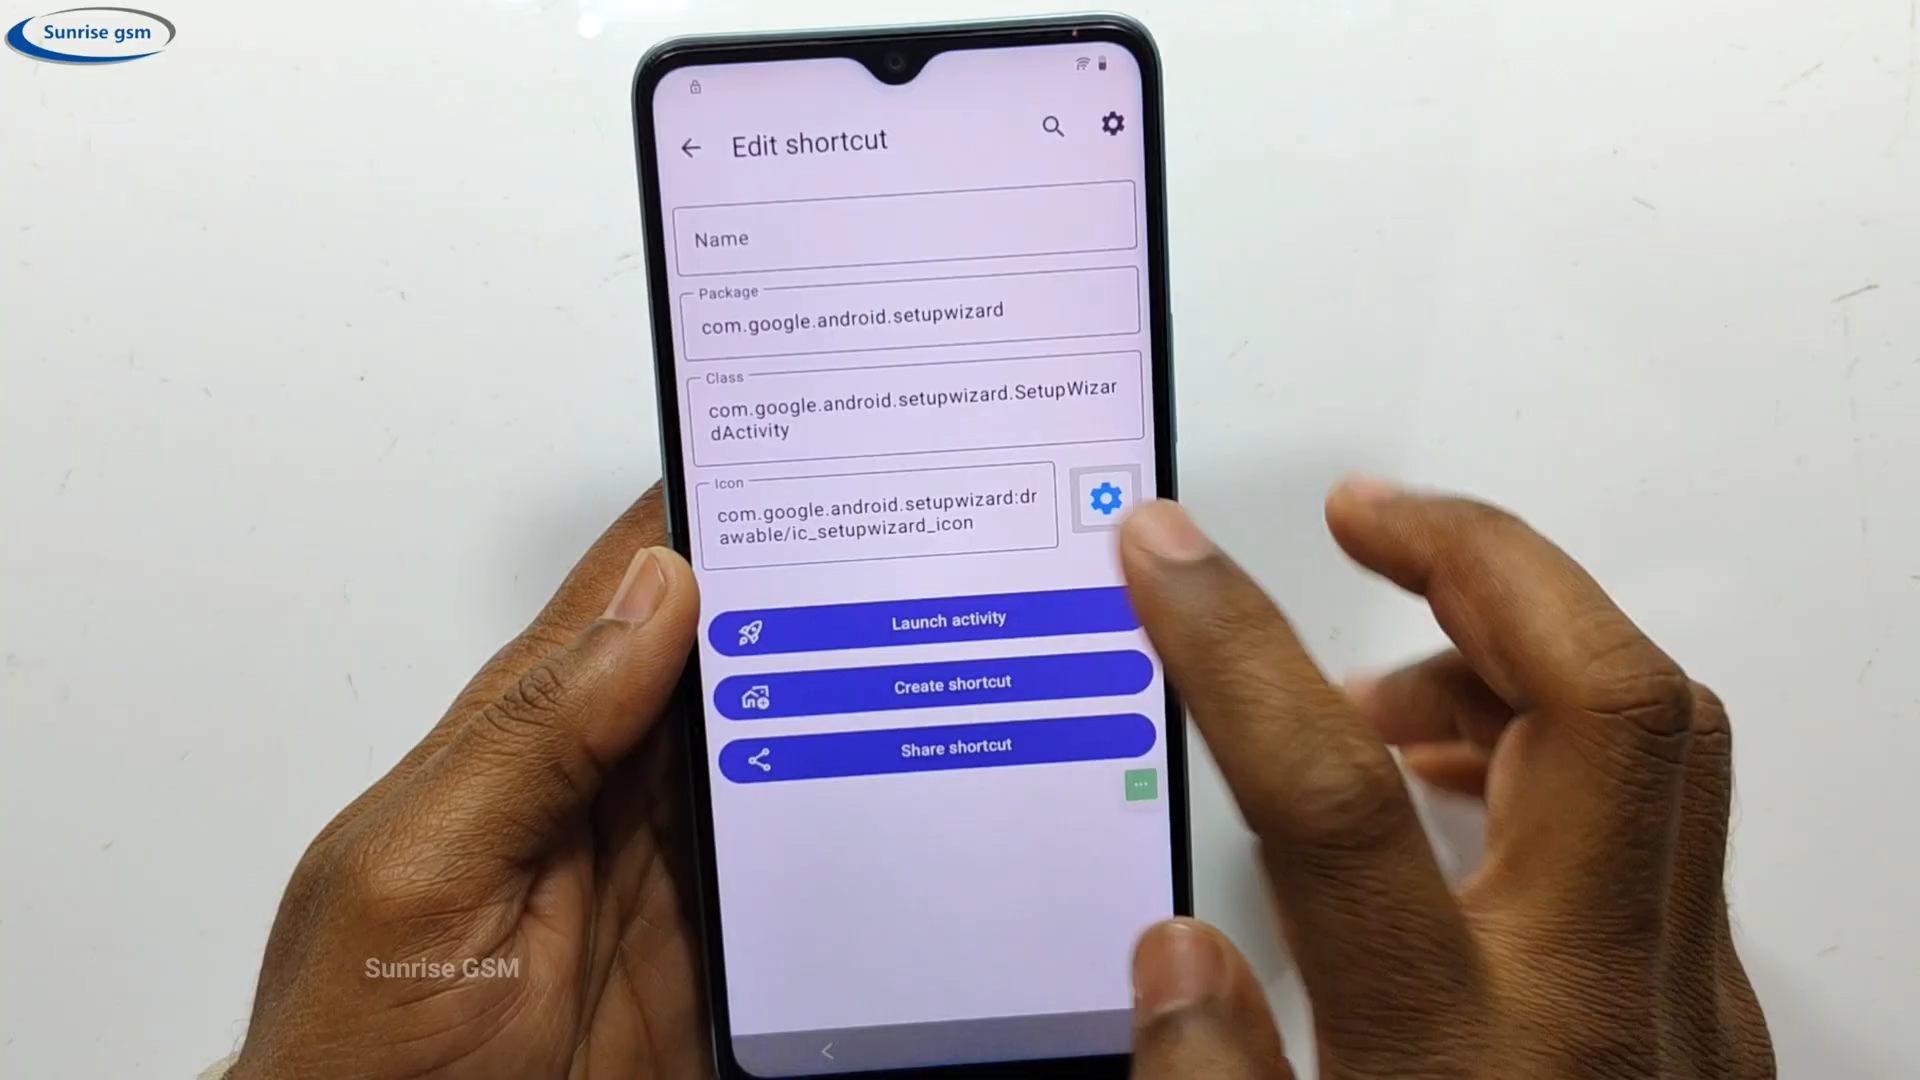 Sunrise gsm
Edit shortcut
Name
Package
com.google.android.setupwizard
Class
com.google.android.setupwizard.SetupWizar
dActivity
Icon
com.google.android.setupwizard:dr
awable/ic_setupwizard_icon
Launch activity
Create shortcut
Share shortcut
Sunrise GSM